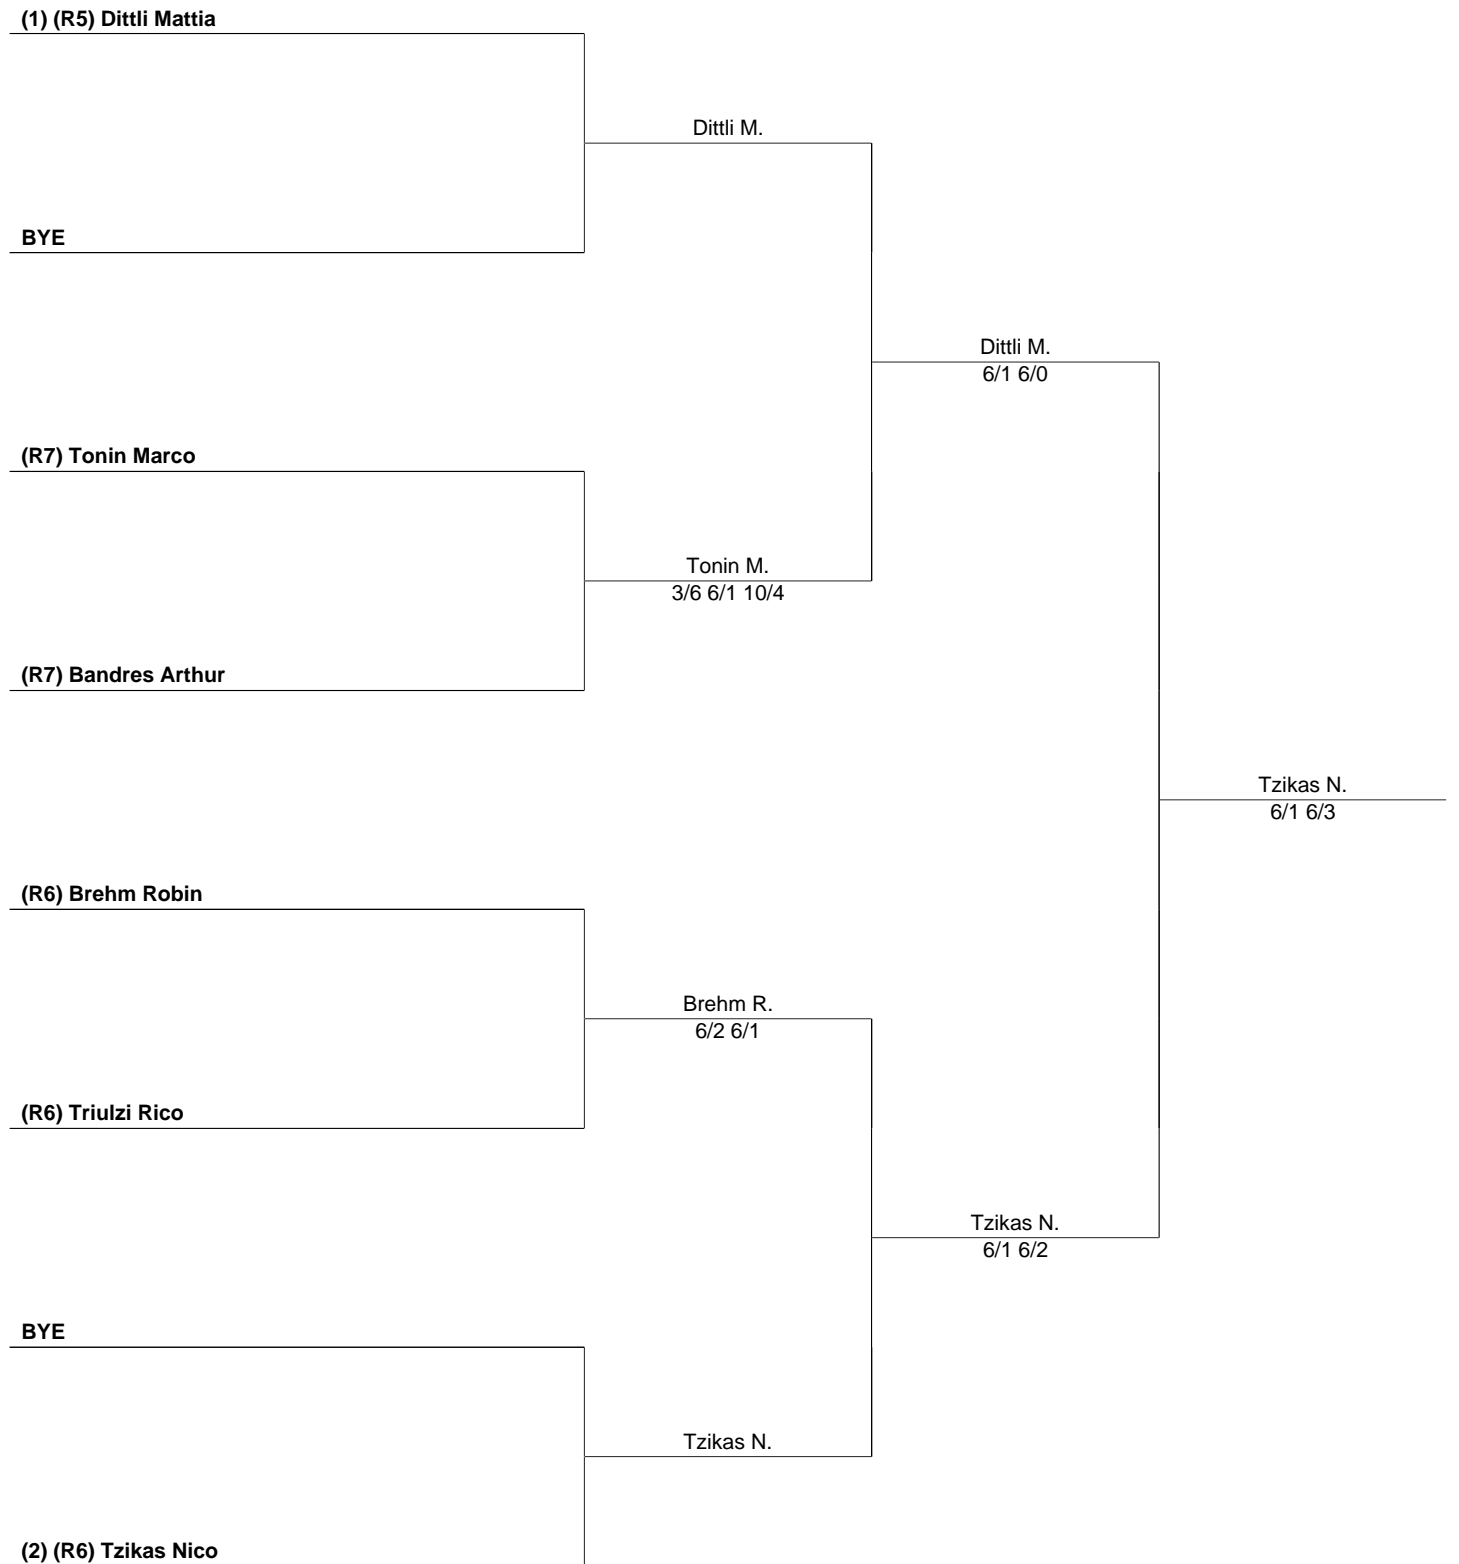 (1) (R5) Dittli Mattia
Dittli M.
BYE
Dittli M.
6/1 6/0
(R7) Tonin Marco
Tonin M.
3/6 6/1 10/4
(R7) Bandres Arthur
Tzikas N.
6/1 6/3
(R6) Brehm Robin
Brehm R.
6/2 6/1
(R6) Triulzi Rico
Tzikas N.
6/1 6/2
BYE
Tzikas N.
(2) (R6) Tzikas Nico